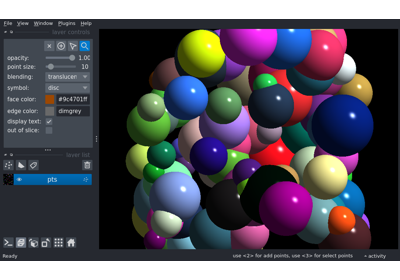 File View Window Plugins Help
layer controls
opacity: 1.00
point size: 10
blending: translucen
symbol: disc
face color: #9c4701ff
edge color: dimgrey
display text:
out of slice:
layer list
pts
Ready
use <2> for add points, use <3> for select points
activity